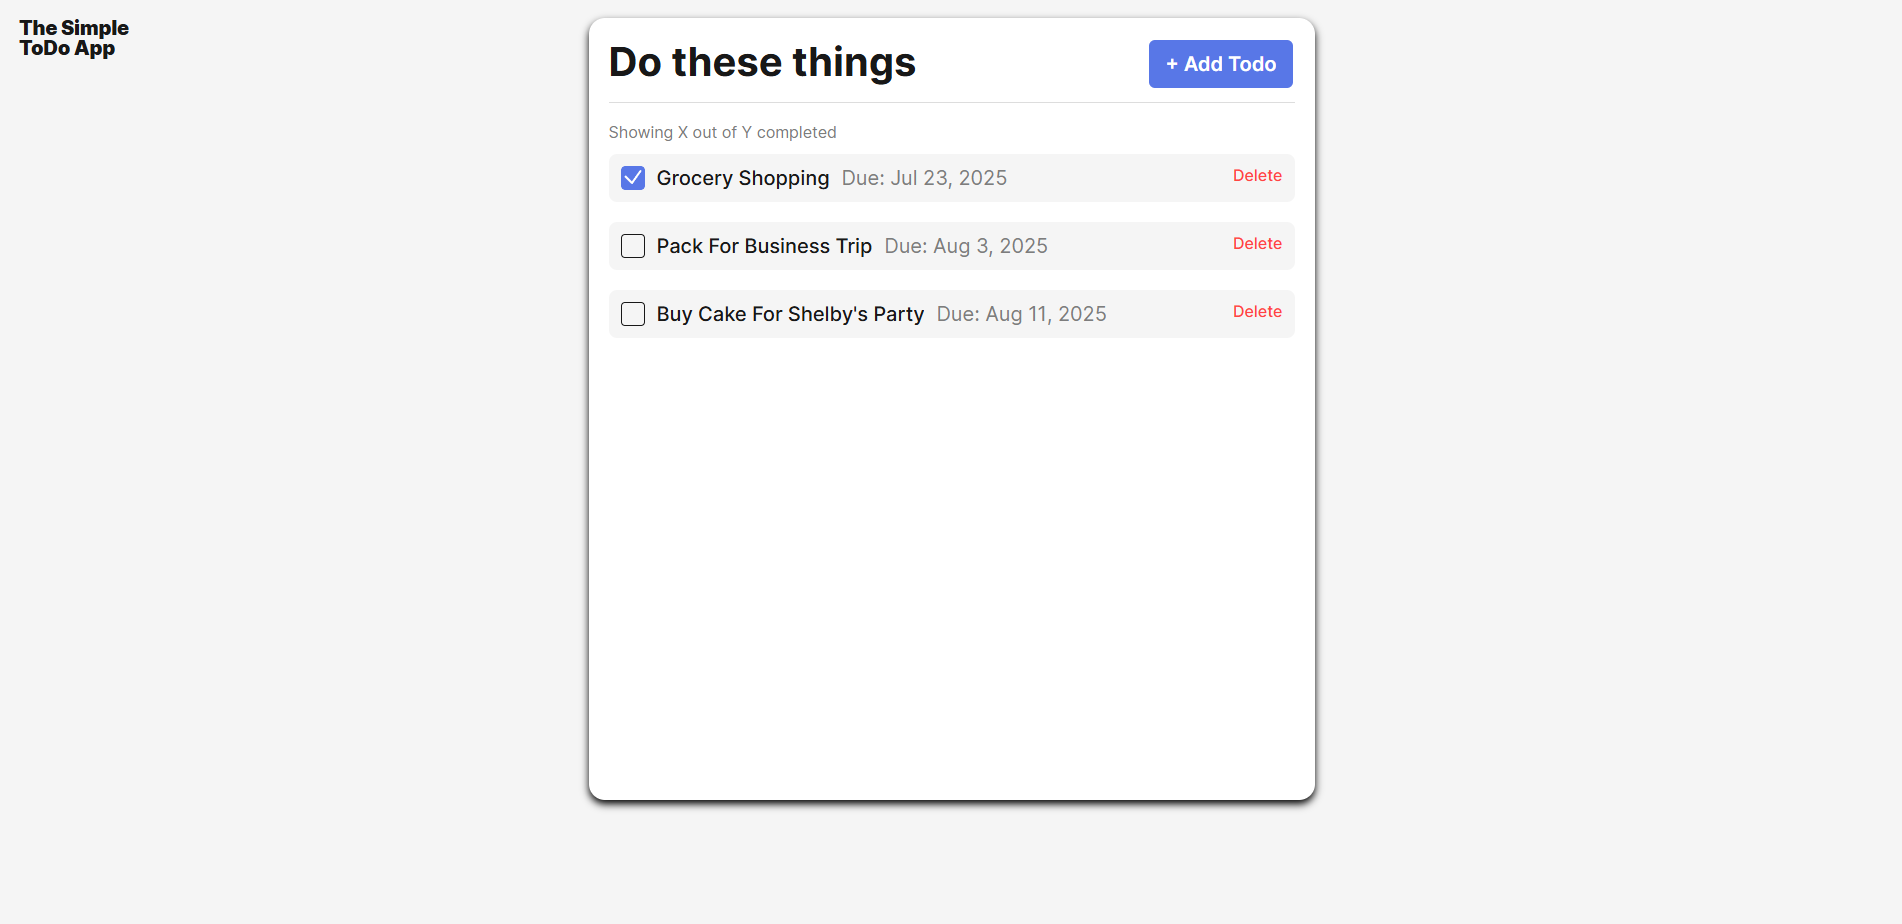 The Simple
ToDo App
Do these things
+ Add Todo
Showing X out of Y completed
Grocery Shopping Due: Jul 23, 2025 Delete
Pack For Business Trip Due: Aug 3, 2025 Delete
Buy Cake For Shelby's Party Due: Aug 11, 2025 Delete